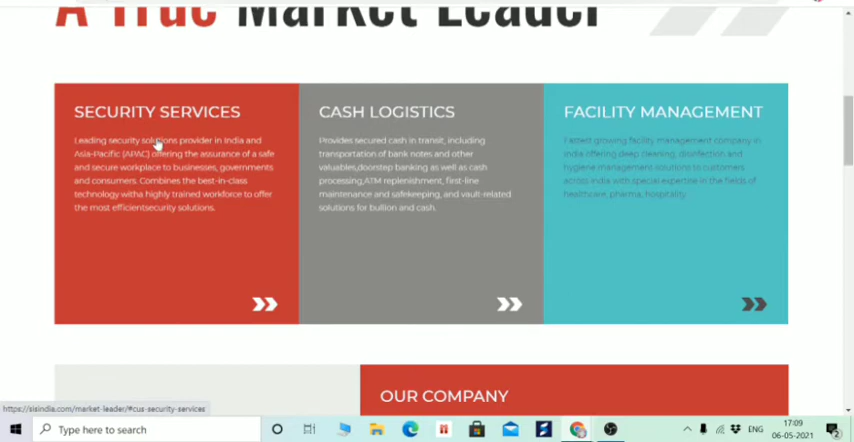 A True Market Leader
SECURITY SERVICES
Leading security solutions provider in India and
Asia-Pacific (APAC) offering the assurance of a safe
and secure workplace to businesses, governments
and consumers. Combines the best-in-class
technology witha highly trained workforce to offer
the most efficientsecurity solutions.
CASH LOGISTICS
Provides secured cash in transit, including
transportation of bank notes and other
valuables,doorstep banking as well as cash
processing,ATM replenishment, first-line
maintenance and safekeeping, and vault-related
solutions for bullion and cash.
FACILITY MANAGEMENT
Fastest growing facility management company in
India offering deep cleaning, disinfection and
hygiene management solutions to customers
across India with special expertise in the fields of
healthcare, pharma, hospitality.
OUR COMPANY
https://sisindia.com/market-leader/#cus-security-services
Type here to search
ENG
17:09
06-05-2021
2